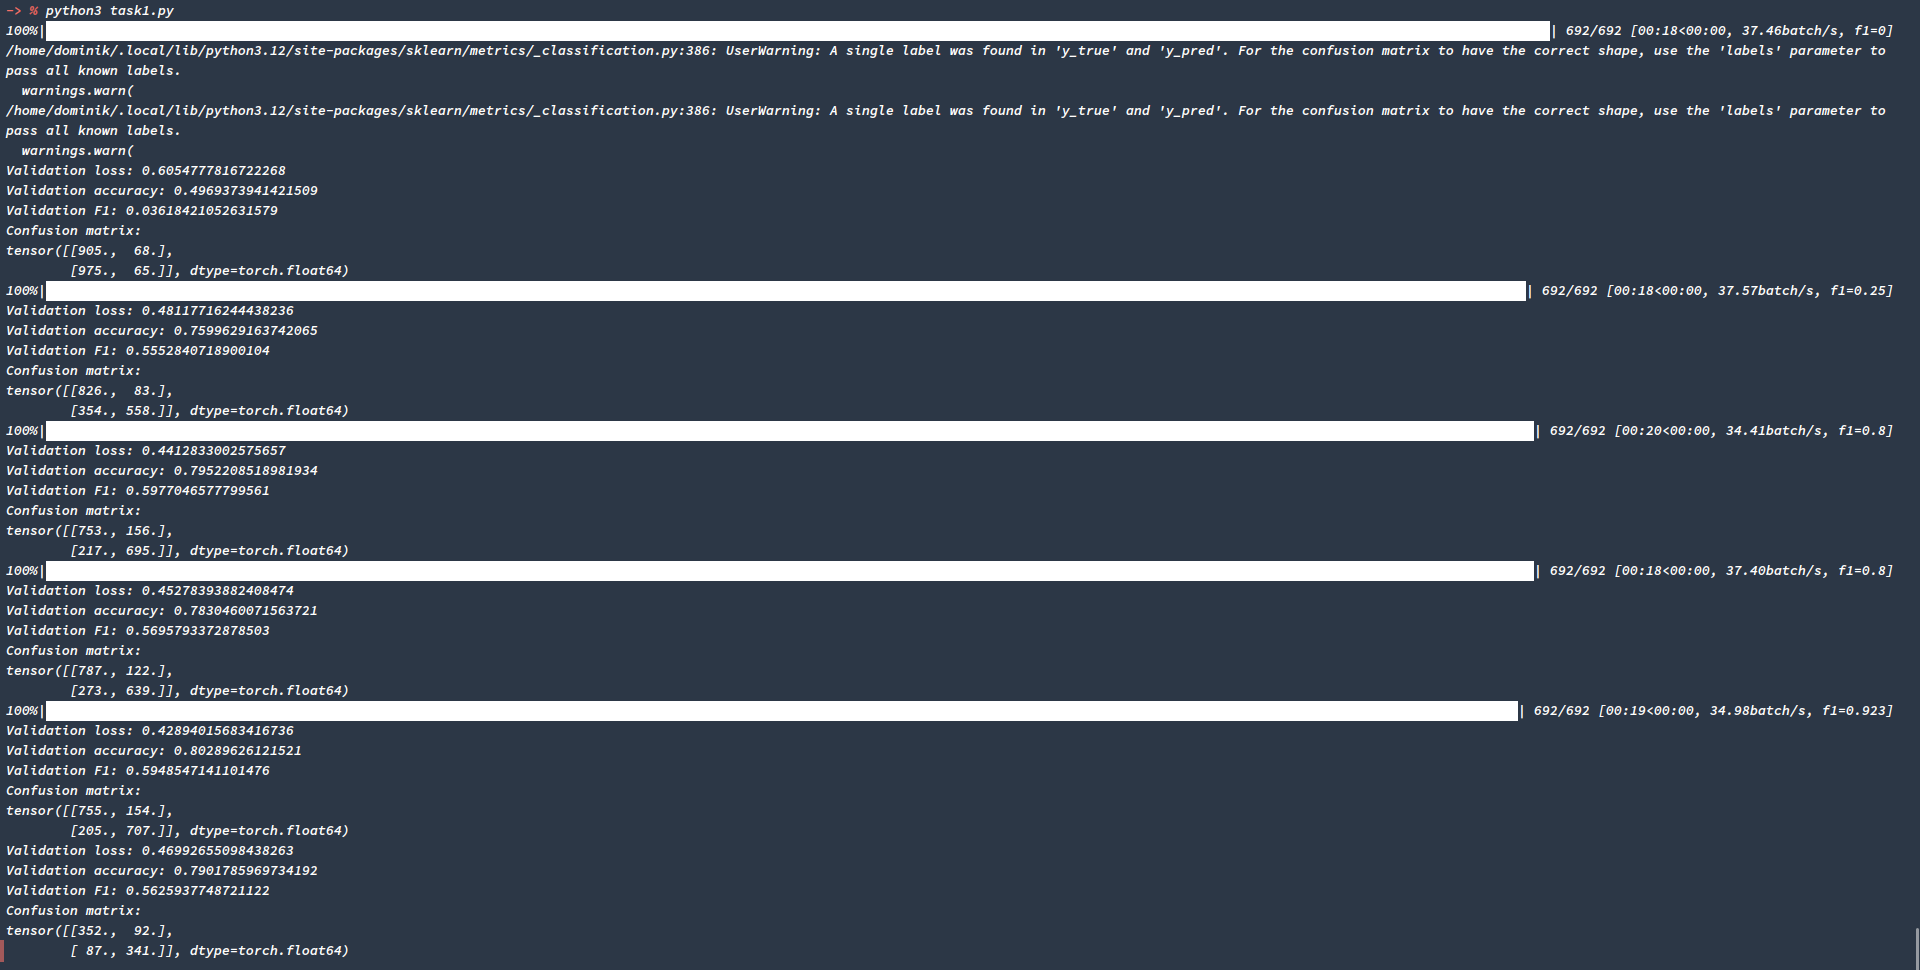 -> % python3 task1.py
100%|| 692/692 [00:18<00:00, 37.46batch/s, f1=0]
/home/dominik/.local/lib/python3.12/site-packages/sklearn/metrics/_classification.py:386: UserWarning: A single label was found in 'y_true' and 'y_pred'. For the confusion matrix to have the correct shape, use the 'labels' parameter to
pass all known labels.
  warnings.warn(
/home/dominik/.local/lib/python3.12/site-packages/sklearn/metrics/_classification.py:386: UserWarning: A single label was found in 'y_true' and 'y_pred'. For the confusion matrix to have the correct shape, use the 'labels' parameter to
pass all known labels.
  warnings.warn(
Validation loss: 0.6054777816722268
Validation accuracy: 0.4969373941421509
Validation F1: 0.03618421052631579
Confusion matrix:
tensor([[905.,  68.],
        [975.,  65.]], dtype=torch.float64)
100%|| 692/692 [00:18<00:00, 37.57batch/s, f1=0.25]
Validation loss: 0.48117716244438236
Validation accuracy: 0.7599629163742065
Validation F1: 0.5552840718900104
Confusion matrix:
tensor([[826.,  83.],
        [354., 558.]], dtype=torch.float64)
100%|| 692/692 [00:20<00:00, 34.41batch/s, f1=0.8]
Validation loss: 0.4412833002575657
Validation accuracy: 0.7952208518981934
Validation F1: 0.5977046577799561
Confusion matrix:
tensor([[753., 156.],
        [217., 695.]], dtype=torch.float64)
100%|| 692/692 [00:18<00:00, 37.40batch/s, f1=0.8]
Validation loss: 0.45278393882408474
Validation accuracy: 0.7830460071563721
Validation F1: 0.5695793372878503
Confusion matrix:
tensor([[787., 122.],
        [273., 639.]], dtype=torch.float64)
100%|| 692/692 [00:19<00:00, 34.98batch/s, f1=0.923]
Validation loss: 0.42894015683416736
Validation accuracy: 0.80289626121521
Validation F1: 0.5948547141101476
Confusion matrix:
tensor([[755., 154.],
        [205., 707.]], dtype=torch.float64)
Validation loss: 0.46992655098438263
Validation accuracy: 0.7901785969734192
Validation F1: 0.5625937748721122
Confusion matrix:
tensor([[352.,  92.],
        [ 87., 341.]], dtype=torch.float64)